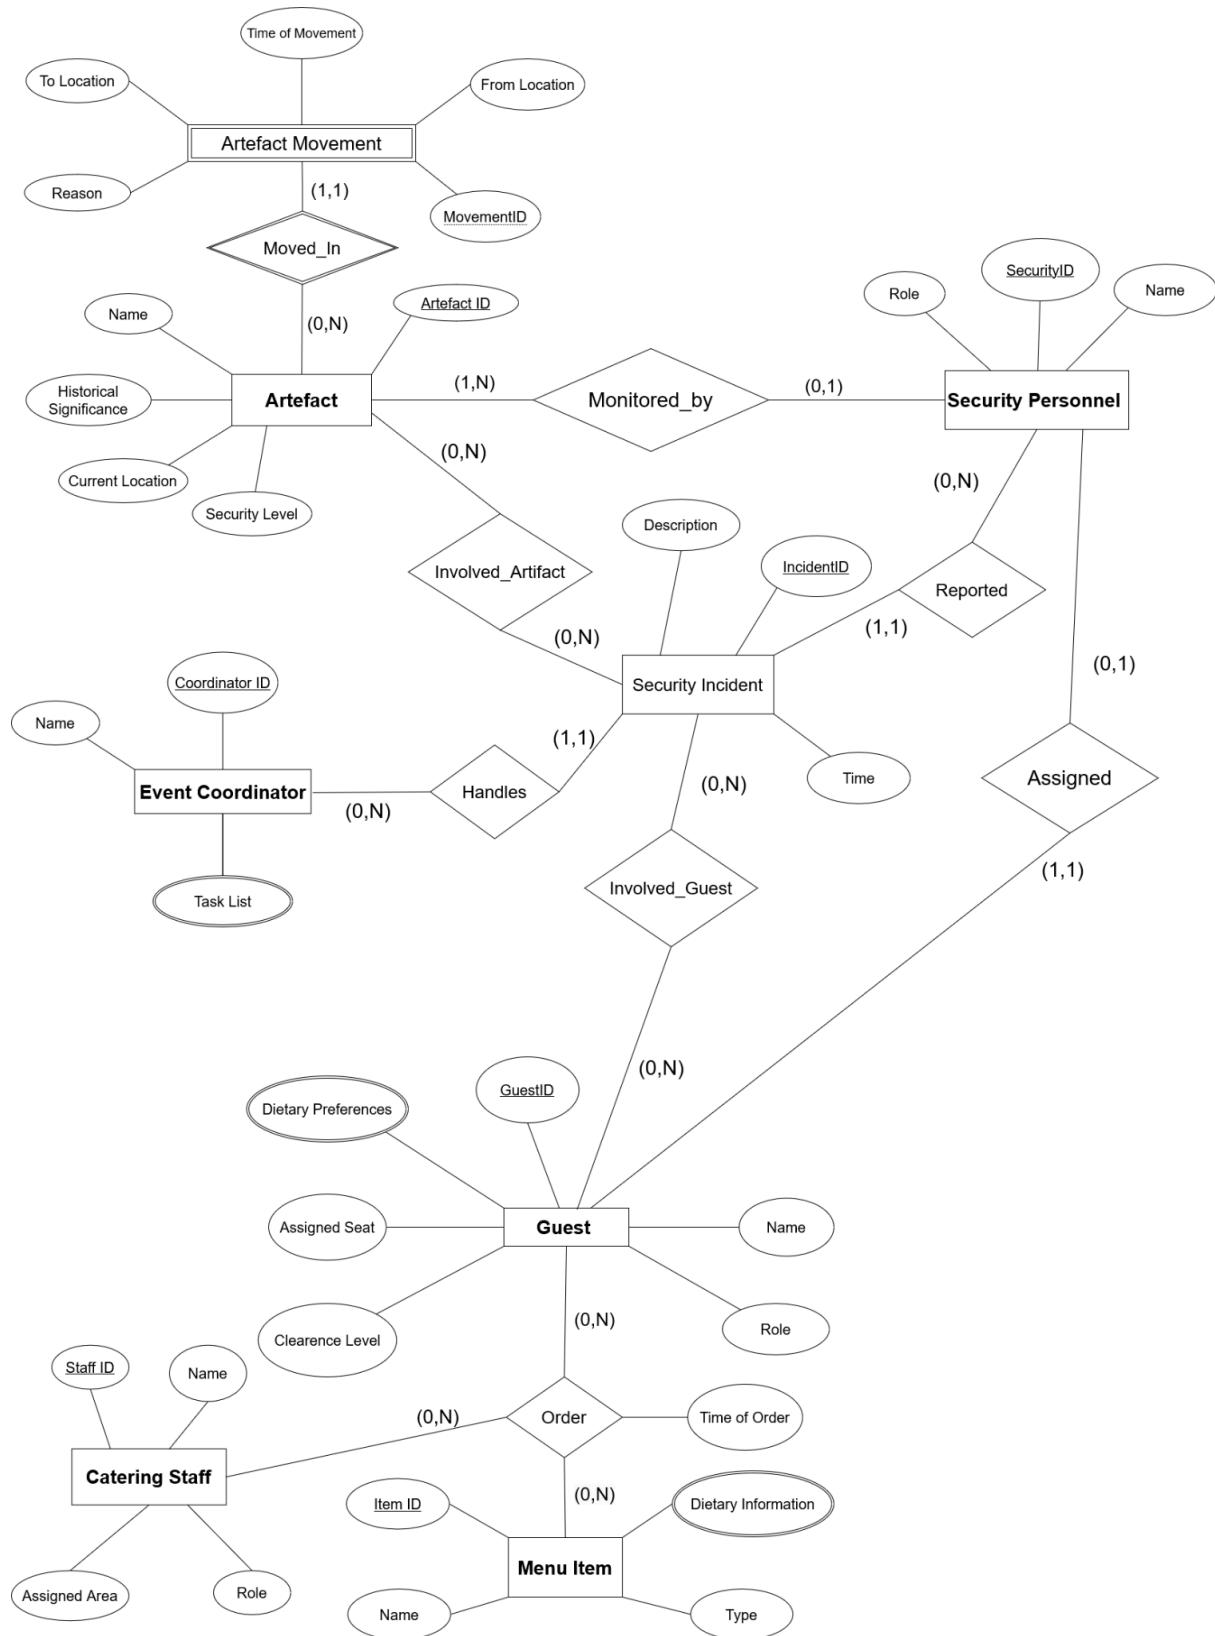 Time of Movement
To Location
From Location
Artefact Movement
Reason
(1,1)
MovementID
Moved_In
SecurityID
Artefact ID
Role
Name
Name
(0,N)
Historical
Significance
Artefact
(1,N)
Monitored_by
(0,1)
Security Personnel
(0,N)
Current Location
Security Level
(0,N)
Description
IncidentID
Involved_Artifact
Reported
(1,1)
(0,N)
(0,1)
Coordinator ID
Security Incident
Name
(1,1)
(0,N)
Time
Assigned
Event Coordinator
Handles
(0,N)
(1,1)
Involved_Guest
Task List
(0,N)
GuestID
Dietary Preferences
Assigned Seat
Guest
Name
(0,N)
Role
Clearence Level
Staff ID
Name
(0,N)
Order
Time of Order
Catering Staff
(0,N)
Item ID
Dietary Information
Menu Item
Assigned Area
Role
Name
Type